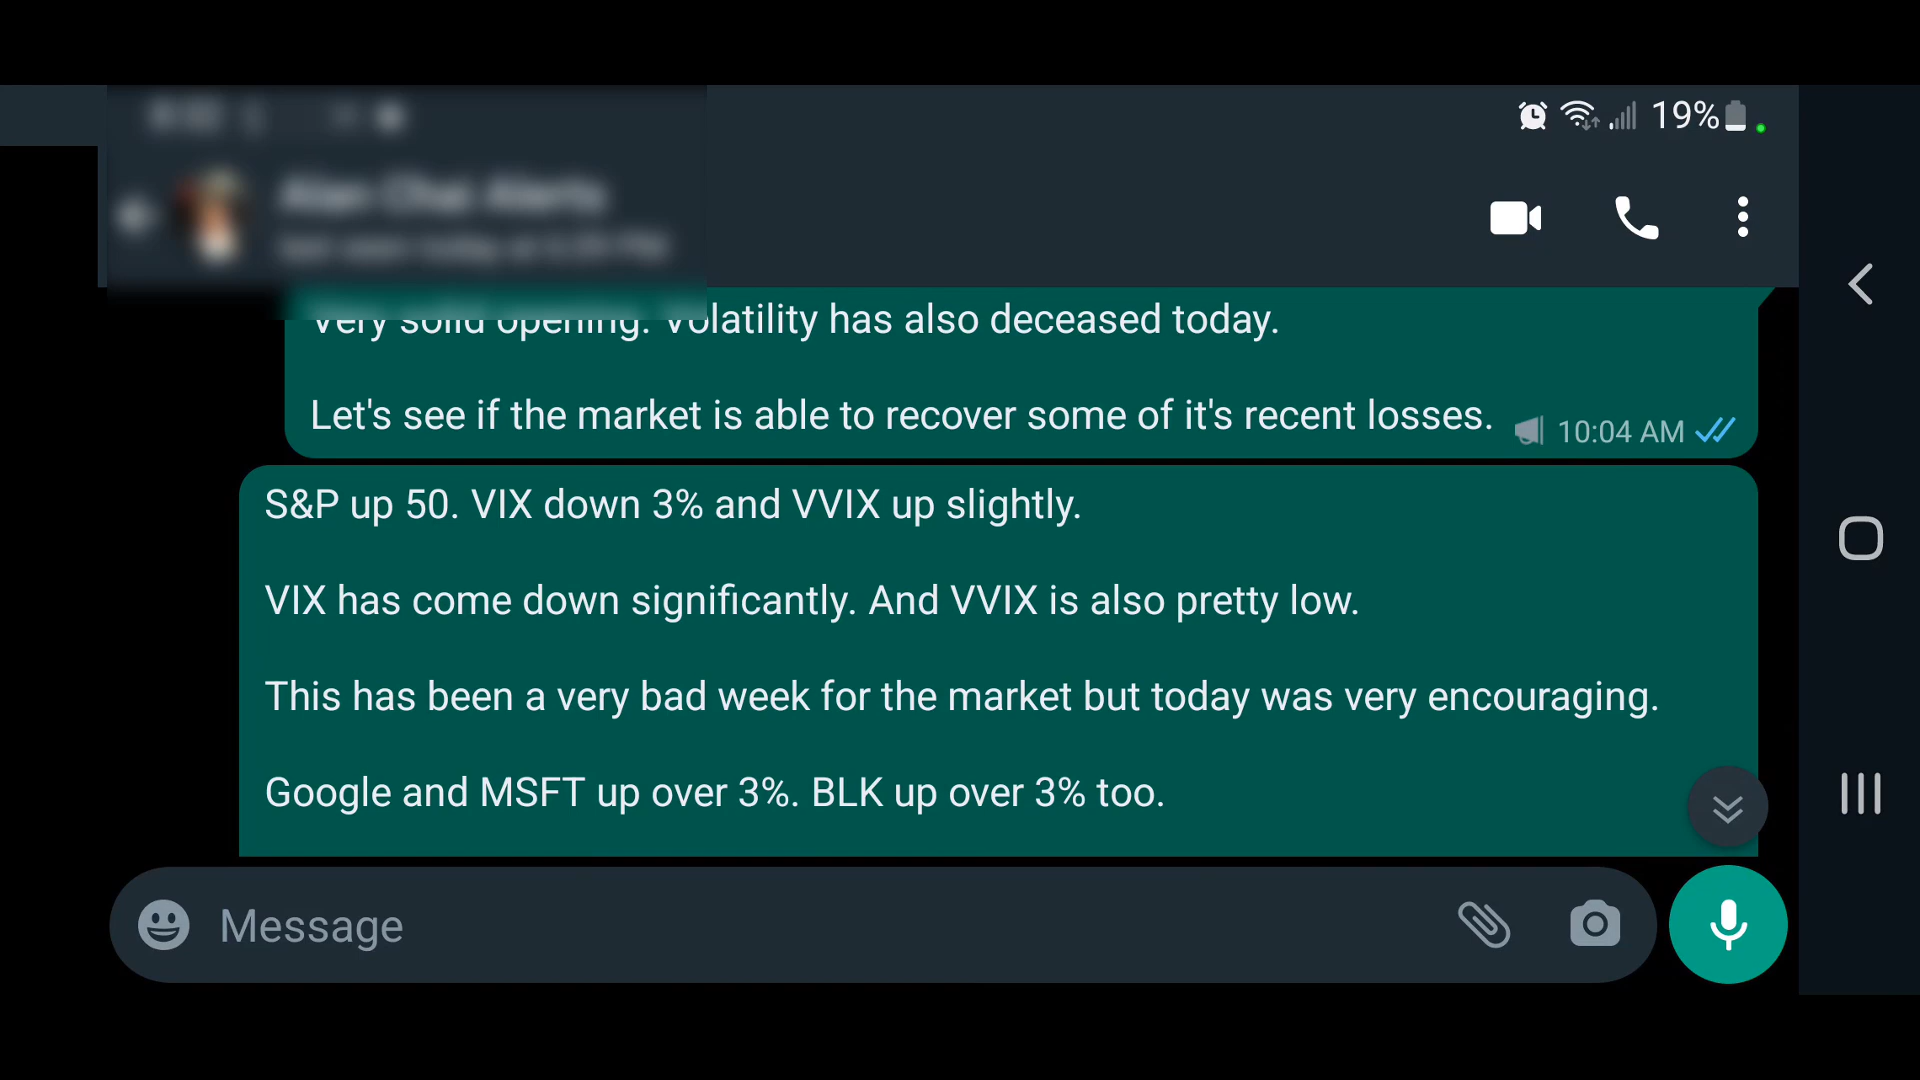 19%
Very solid opening. Volatility has also deceased today.
Let's see if the market is able to recover some of it's recent losses.
10:04 AM
S&P up 50. VIX down 3% and VVIX up slightly.
VIX has come down significantly. And VVIX is also pretty low.
This has been a very bad week for the market but today was very encouraging.
Google and MSFT up over 3%. BLK up over 3% too.
Message